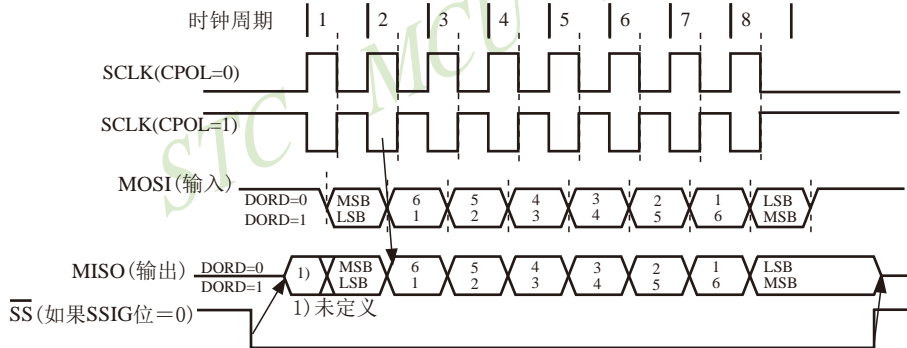 时钟周期 1 2 3 4 5 6 7 8
SCLK(CPOL=0)
SCLK(CPOL=1)
STC MCU
MOSI(输入) DORD=0 MSB 6 5 4 3 2 1 LSB
DORD=1 LSB 1 2 3 4 5 6 MSB
MISO(输出) DORD=0 1) MSB 6 5 4 3 2 1 LSB
DORD=1 LSB 1 2 3 4 5 6 MSB
1)未定义
SS(如果SSIG位=0)